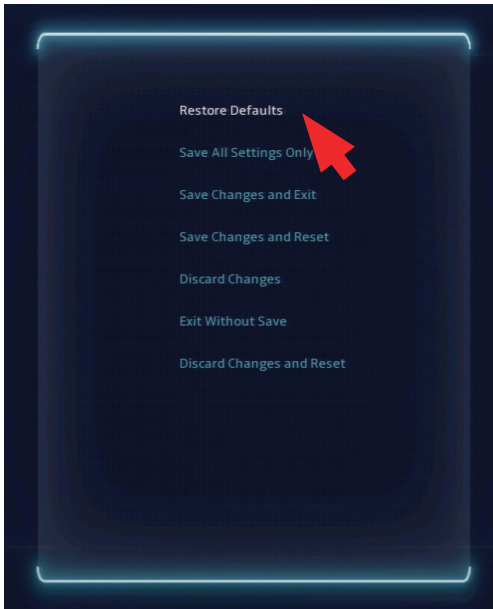 Restore Defaults
Save All Settings Only
Save Changes and Exit
Save Changes and Reset
Discard Changes
Exit Without Save
Discard Changes and Reset